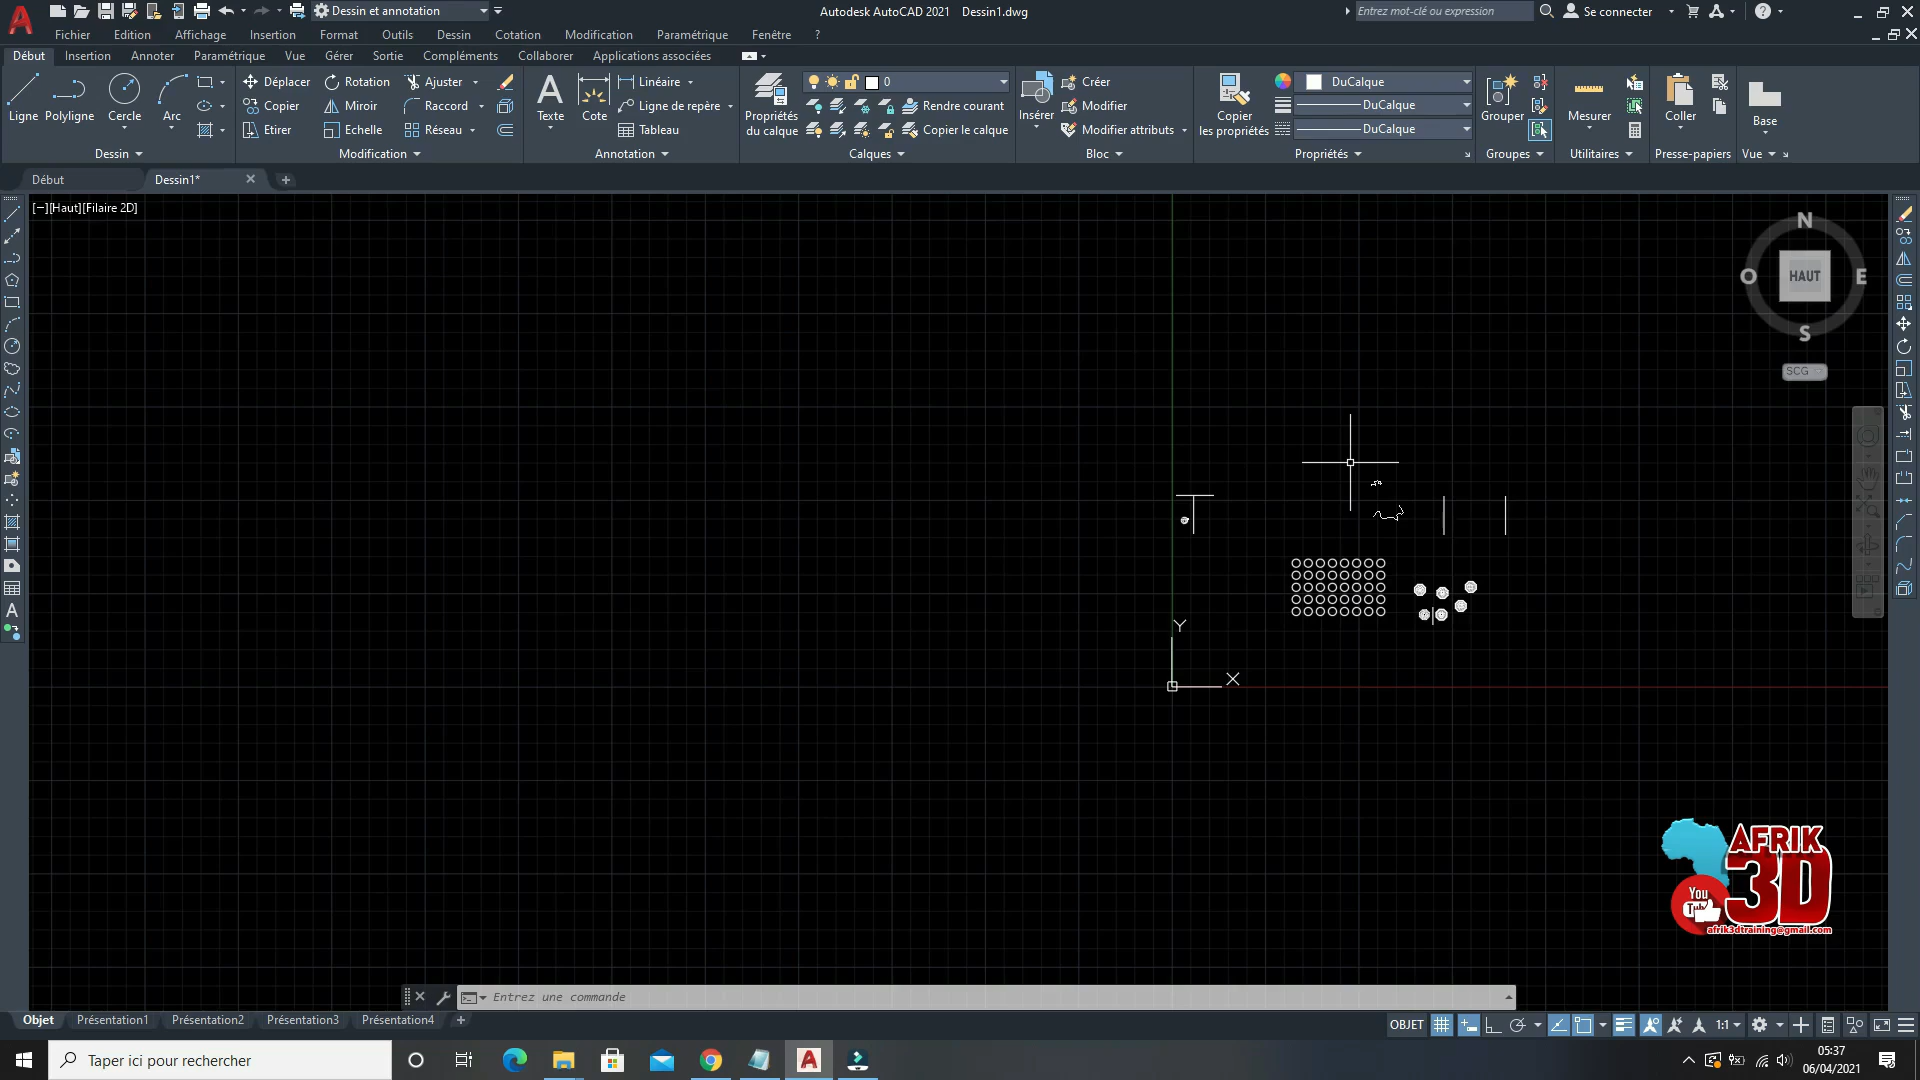 Dessin et annotation
Autodesk AutoCAD 2021 Dessin1.dwg
Entrez mot-clé ou expression
Se connecter
Fichier Edition Affichage Insertion Format Outils Dessin Cotation Modification Paramétrique Fenêtre ?
Début Insertion Annoter Paramétrique Vue Gérer Sortie Compléments Collaborer Applications associées
Ligne Polyligne Cercle Arc
Déplacer Rotation Ajuster
Copier Miroir Raccord
Etirer Echelle Réseau
Texte Cote
Linéaire
Ligne de repère
Tableau
Propriétés
du calque
0
Rendre courant
Copier le calque
Insérer
Créer
Modifier
Modifier attributs
Copier
les propriétés
DuCalque
DuCalque
DuCalque
Grouper
Mesurer
Coller
Base
Dessin Modification Annotation Calques Bloc Propriétés Groupes Utilitaires Presse-papiers Vue
Début Dessin1*
[−][Haut][Filaire 2D]
N
O HAUT E
S
SCG
Y
X
AFRIK
3D
You
Tube
afrik3dtraining@gmail.com
Entrez une commande
Objet Présentation1 Présentation2 Présentation3 Présentation4 +
OBJET
1:1
Taper ici pour rechercher
05:37
06/04/2021